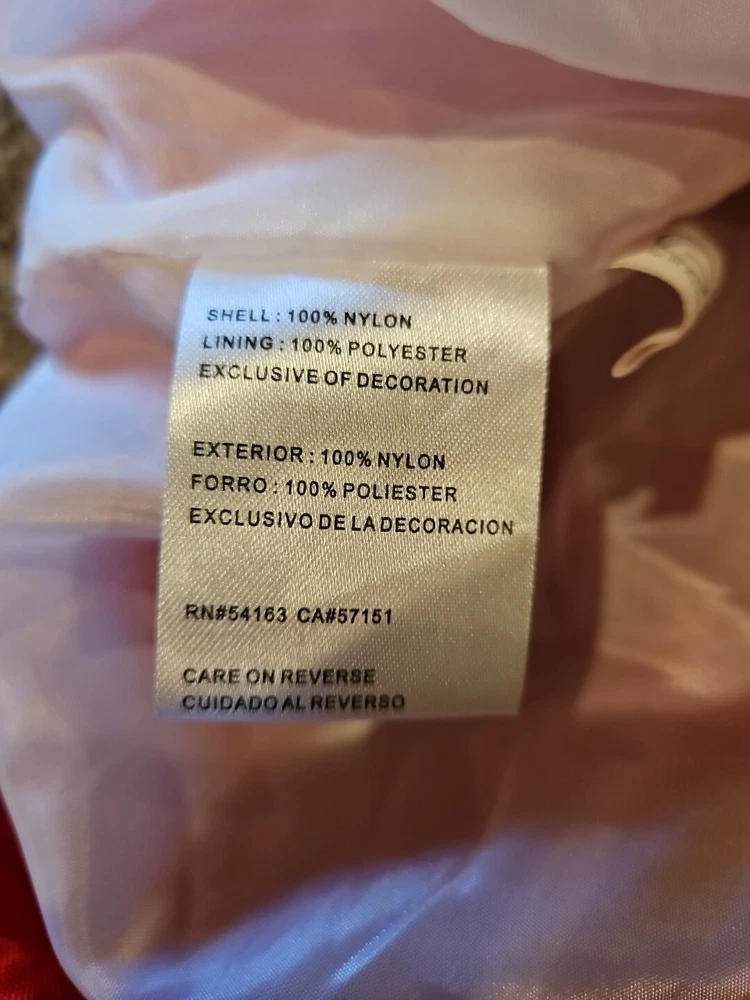 SHELL : 100% NYLON
LINING : 100% POLYESTER
EXCLUSIVE OF DECORATION
EXTERIOR : 100% NYLON
FORRO : 100% POLIESTER
EXCLUSIVO DE LA DECORACION
RN#54163 CA#57151
CARE ON REVERSE
CUIDADO AL REVERSO